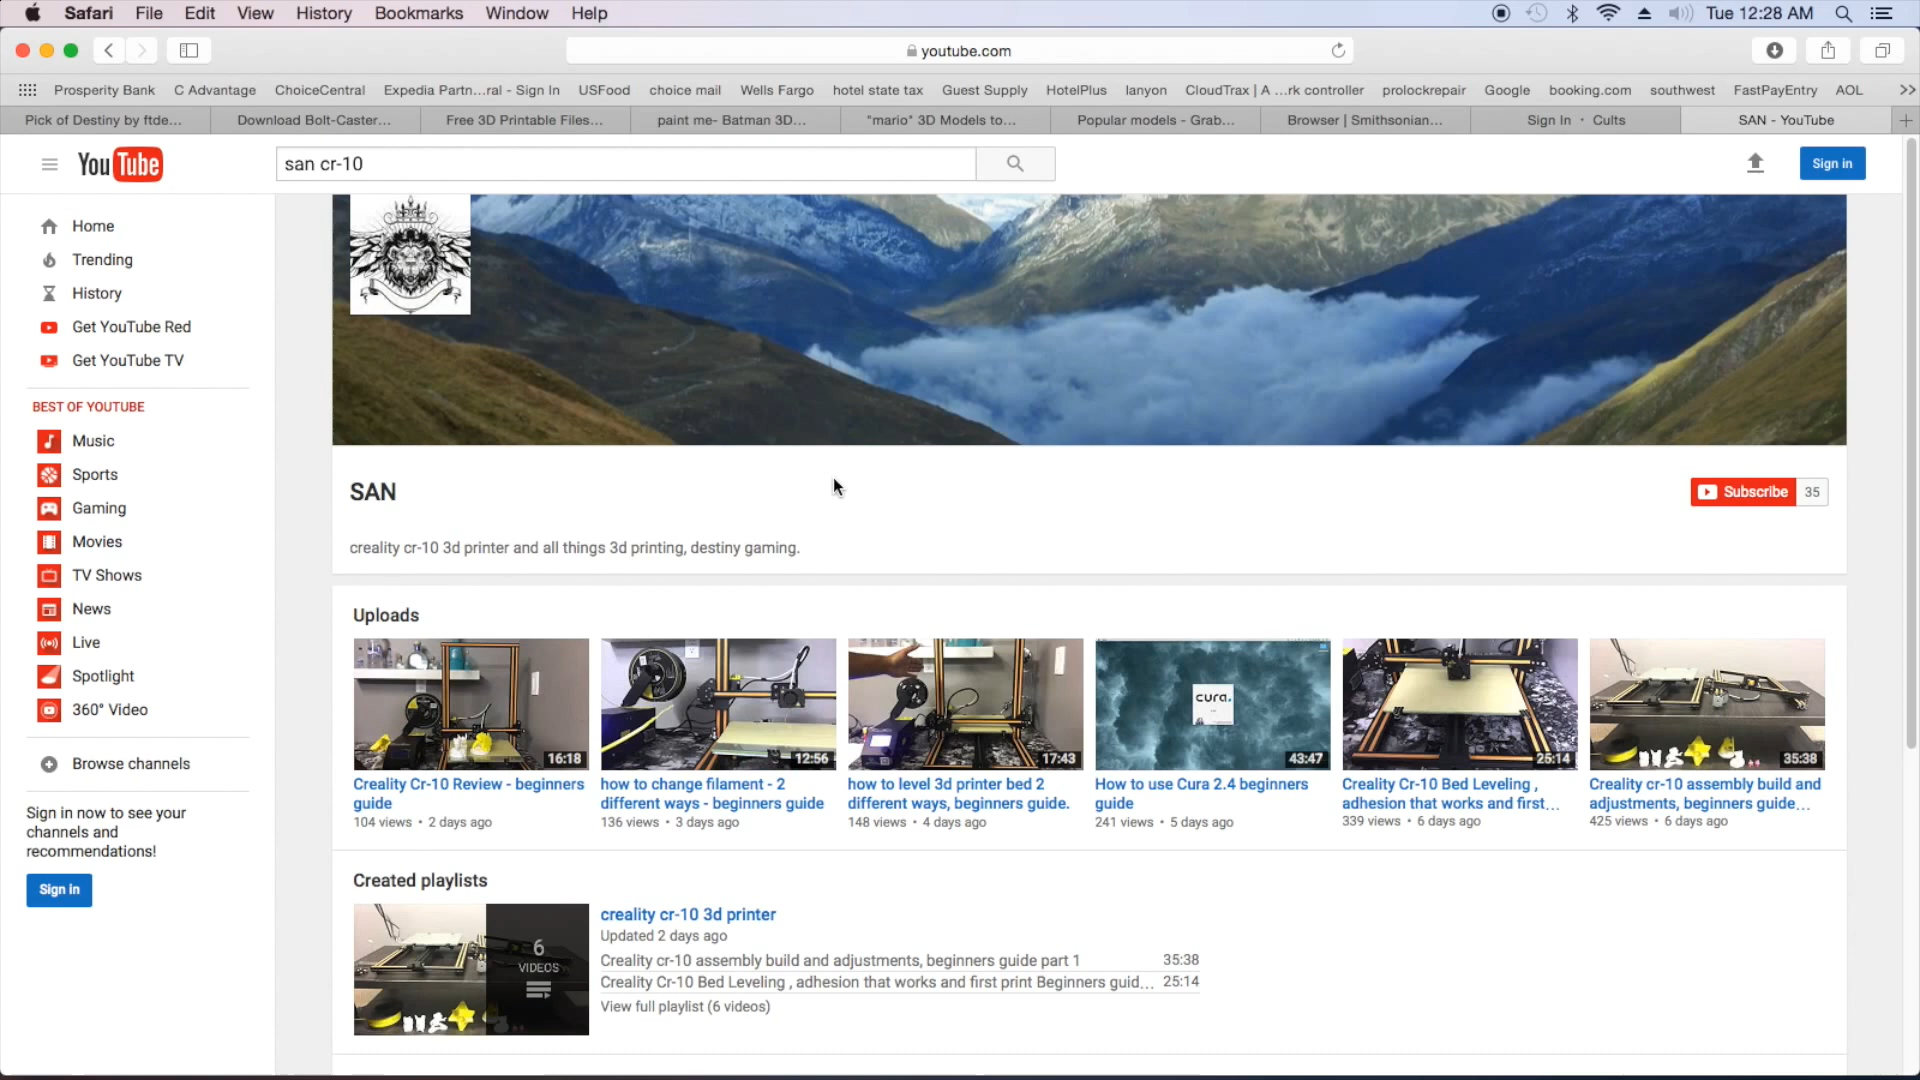 Safari File Edit View History Bookmarks Window Help Tue 12:28 AM
youtube.com
Prosperity Bank C Advantage ChoiceCentral Expedia Partn...ral - Sign In USFood choice mail Wells Fargo hotel state tax Guest Supply HotelPlus lanyon CloudTrax | A ...rk controller prolockrepair Google booking.com southwest FastPayEntry AOL
Pick of Destiny by ftde... Download Bolt-Caster... Free 3D Printable Files... paint me- Batman 3D... "mario" 3D Models to... Popular models - Grab... Browser | Smithsonian... Sign In · Cults SAN - YouTube
YouTube san cr-10 Sign in
Home
Trending
History
Get YouTube Red
Get YouTube TV
BEST OF YOUTUBE
Music
Sports
Gaming
Movies
TV Shows
News
Live
Spotlight
360° Video
Browse channels
Sign in now to see your
channels and
recommendations!
Sign in
SAN
Subscribe 35
creality cr-10 3d printer and all things 3d printing, destiny gaming.
Uploads
16:18
Creality Cr-10 Review - beginners
guide
104 views • 2 days ago
12:56
how to change filament - 2
different ways - beginners guide
136 views • 3 days ago
17:43
how to level 3d printer bed 2
different ways, beginners guide.
148 views • 4 days ago
cura.
43:47
How to use Cura 2.4 beginners
guide
241 views • 5 days ago
25:14
Creality Cr-10 Bed Leveling ,
adhesion that works and first...
339 views • 6 days ago
35:38
Creality cr-10 assembly build and
adjustments, beginners guide...
425 views • 6 days ago
Created playlists
6
VIDEOS
creality cr-10 3d printer
Updated 2 days ago
Creality cr-10 assembly build and adjustments, beginners guide part 1 35:38
Creality Cr-10 Bed Leveling , adhesion that works and first print Beginners guid... 25:14
View full playlist (6 videos)